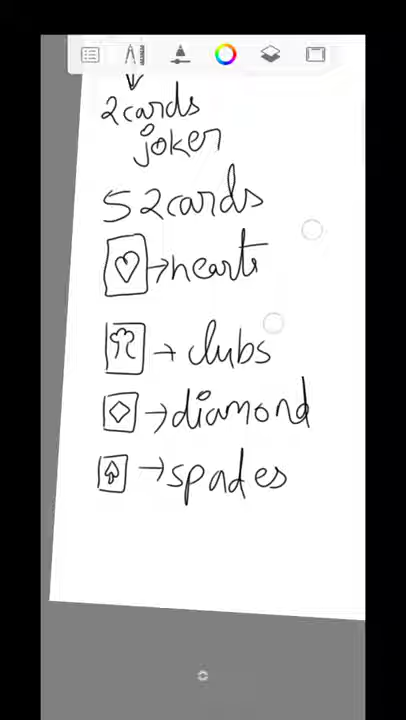 2cards
joker
52cards
→hearts
→ clubs
→diamond
→spades